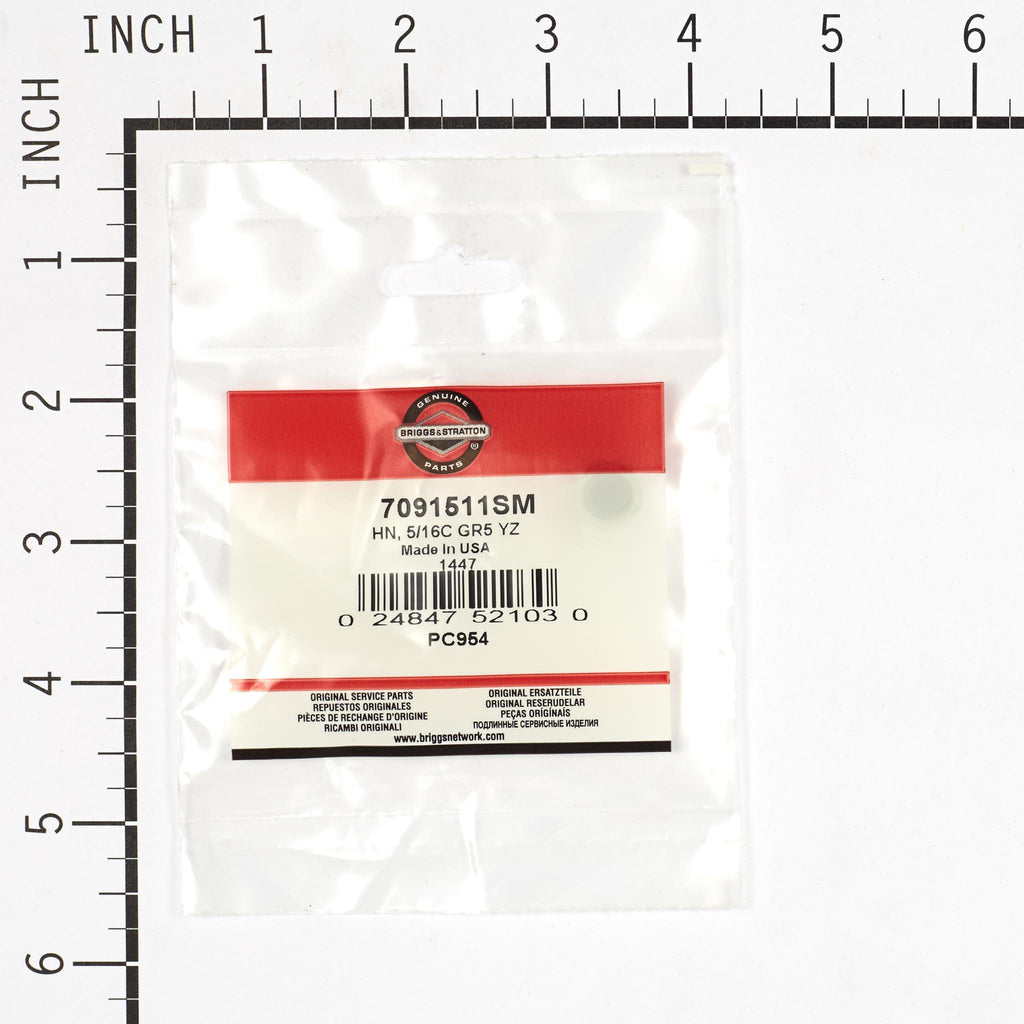 INCH 1 2 3 4 5 6
INCH
1
2
3
4
5
6
GENUINE
BRIGGS&STRATTON
®
PARTS
7091511SM
HN, 5/16C GR5 YZ
Made In USA
1447
0 24847 52103 0
PC954
ORIGINAL SERVICE PARTS
REPUESTOS ORIGINALES
PIÈCES DE RECHANGE D'ORIGINE
RICAMBI ORIGINALI
ORIGINAL ERSATZTEILE
ORIGINAL RESERUDELAR
PEÇAS ORÍGÍNAIS
ПОДЛИННЫЕ СЕРВИСНЫЕ ИЗДЕЛИЯ
www.briggsnetwork.com